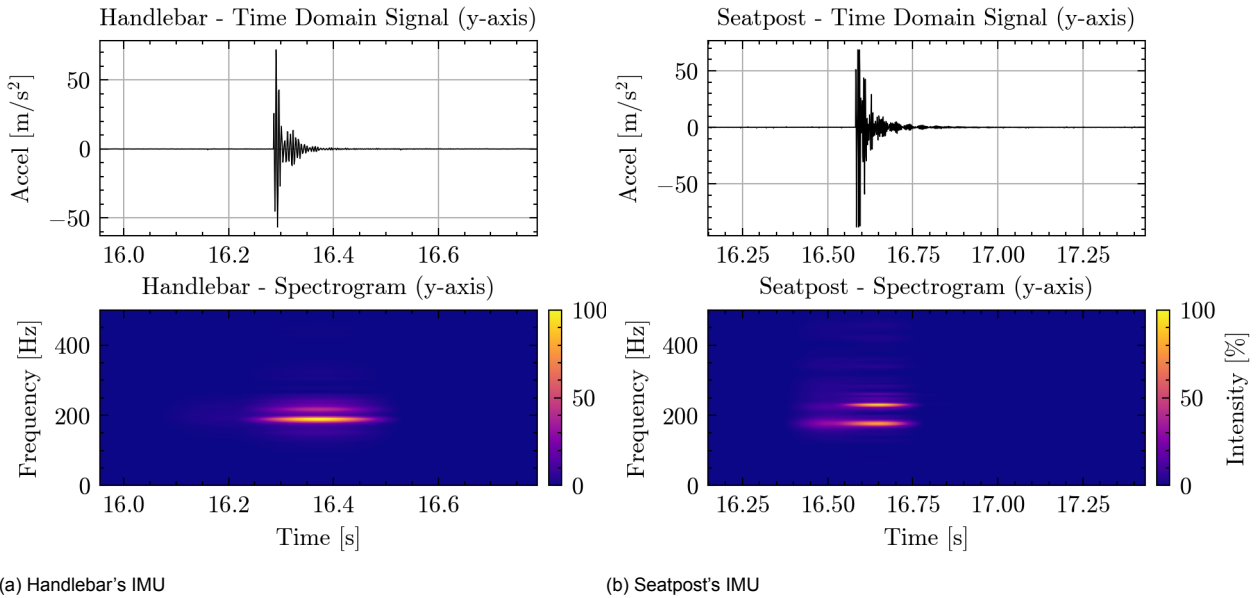 Handlebar - Time Domain Signal (y-axis)
Accel [m/s²]
50
0
−50
16.0 16.2 16.4 16.6
Handlebar - Spectrogram (y-axis)
Frequency [Hz]
400
200
0
100
50
0
16.0 16.2 16.4 16.6
Time [s]
(a) Handlebar's IMU
Seatpost - Time Domain Signal (y-axis)
Accel [m/s²]
50
0
−50
16.25 16.50 16.75 17.00 17.25
Seatpost - Spectrogram (y-axis)
Frequency [Hz]
400
200
0
100
50
0
Intensity [%]
16.25 16.50 16.75 17.00 17.25
Time [s]
(b) Seatpost's IMU